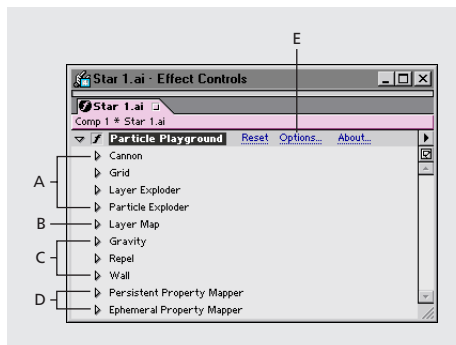 E
Star 1.ai - Effect Controls
Star 1.ai
Comp 1 * Star 1.ai
f Particle Playground Reset Options... About...
A
Cannon
Grid
Layer Exploder
Particle Exploder
B
Layer Map
C
Gravity
Repel
Wall
D
Persistent Property Mapper
Ephemeral Property Mapper